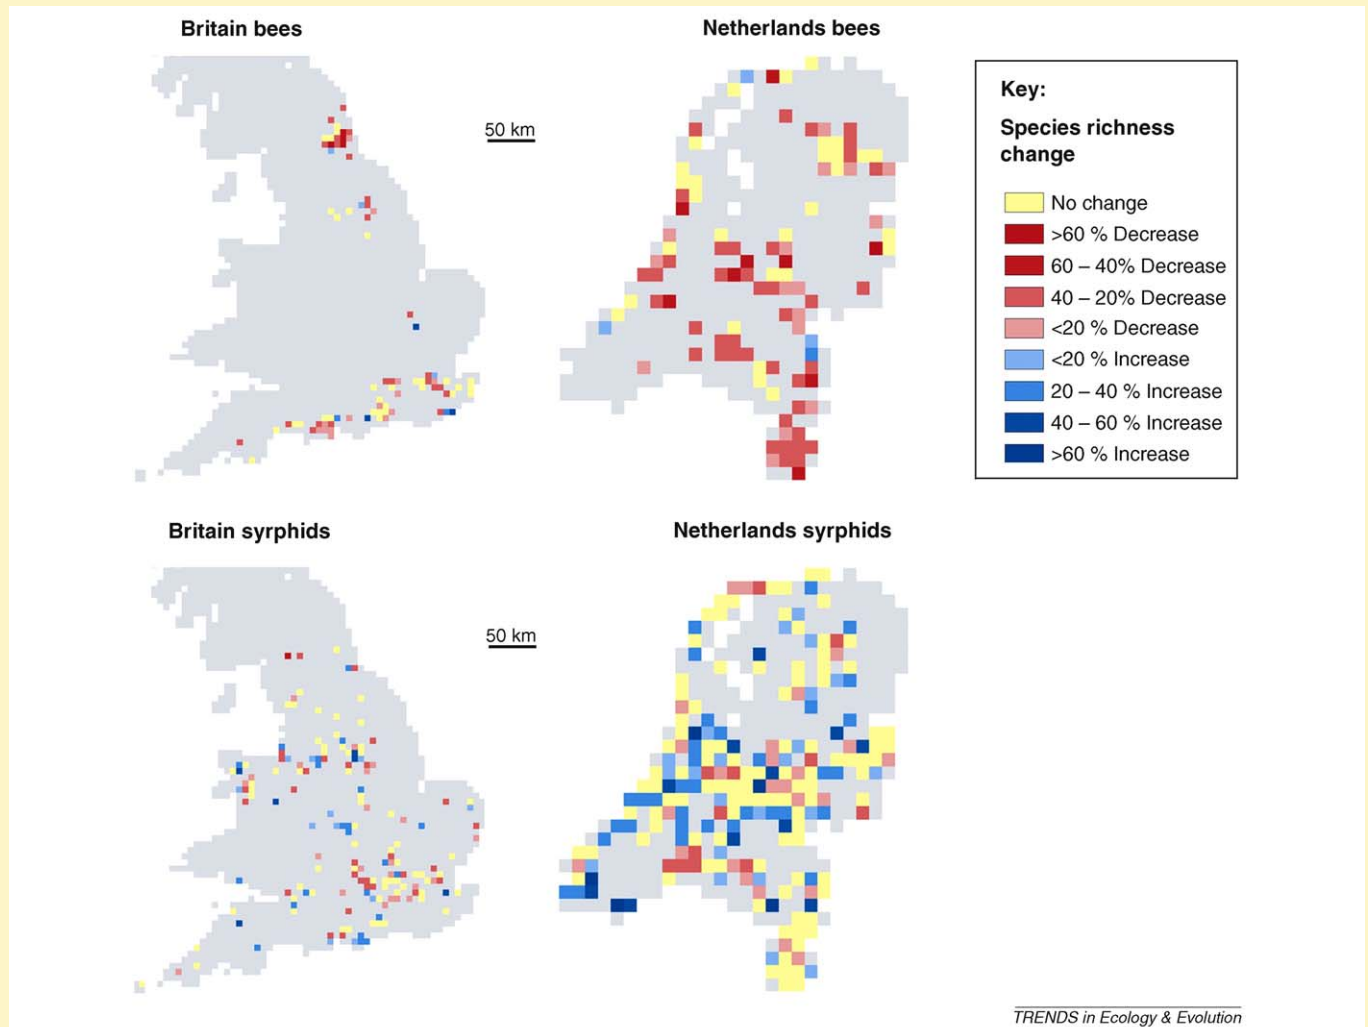 Britain bees
Netherlands bees
50 km
Key:
Species richness
change
No change
>60 % Decrease
60 – 40% Decrease
40 – 20% Decrease
<20 % Decrease
<20 % Increase
20 – 40 % Increase
40 – 60 % Increase
>60 % Increase
Britain syrphids
Netherlands syrphids
50 km
TRENDS in Ecology & Evolution